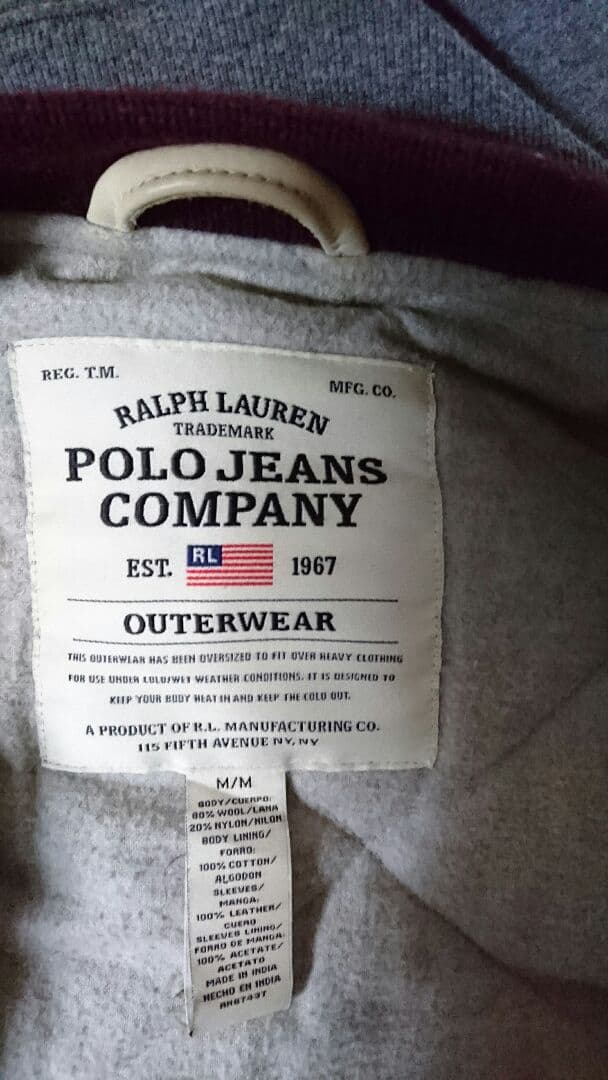 REG. T.M.
MFG. CO.
RALPH LAUREN
TRADEMARK
POLO JEANS
COMPANY
EST. RL 1967
OUTERWEAR
THIS OUTERWEAR HAS BEEN OVERSIZED TO FIT OVER HEAVY CLOTHING
FOR USE UNDER COLD/WET WEATHER CONDITIONS. IT IS DESIGNED TO
KEEP YOUR BODY HEAT IN AND KEEP THE COLD OUT.
A PRODUCT OF R.L. MANUFACTURING CO.
115 FIFTH AVENUE NY, NY
M/M
BODY/CUERPO:
80% WOOL/LANA
20% NYLON/NILON
BODY LINING/
FORRO:
100% COTTON/
ALGODON
SLEEVES/
MANGA:
100% LEATHER/
CUERO
SLEEVES LINING/
FORRO DE MANGA:
100% ACETATE/
ACETATO
MADE IN INDIA
HECHO EN INDIA